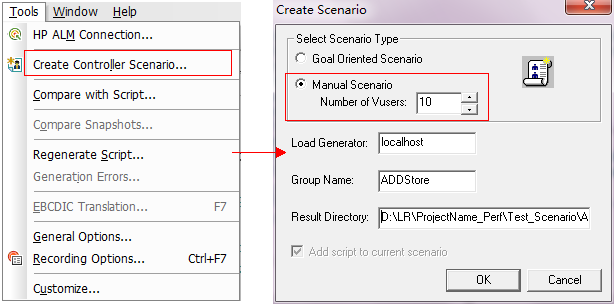 Tools Window Help
HP ALM Connection...
Create Controller Scenario...
Compare with Script...
Compare Snapshots...
Regenerate Script...
Generation Errors...
EBCDIC Translation... F7
General Options...
Recording Options... Ctrl+F7
Customize...
Create Scenario
Select Scenario Type
Goal Oriented Scenario
Manual Scenario
Number of Vusers: 10
Load Generator: localhost
Group Name: ADDStore
Result Directory: D:\LR\ProjectName_Perf\Test_Scenario\A
Add script to current scenario
OK Cancel